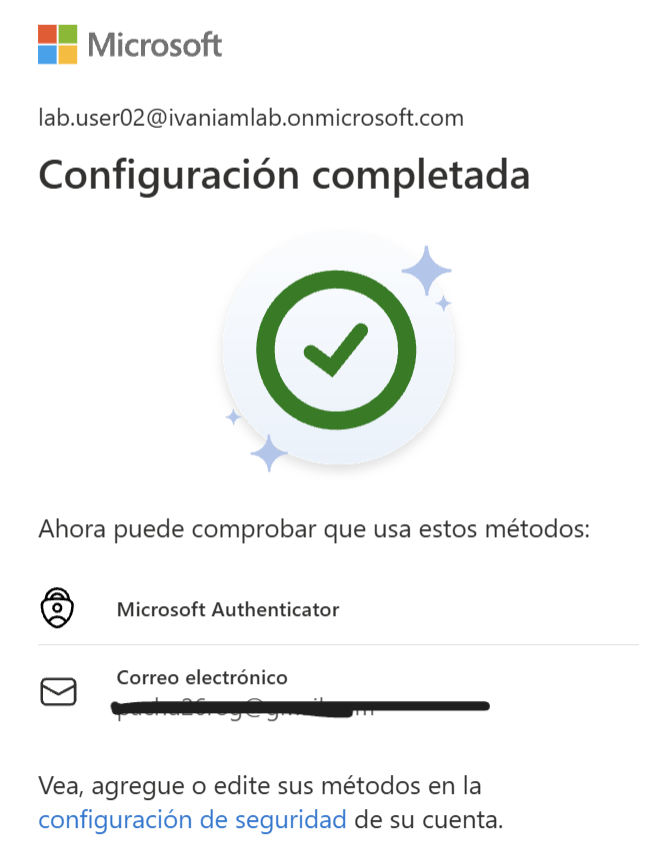 Microsoft
lab.user02@ivaniamlab.onmicrosoft.com
Configuración completada
Ahora puede comprobar que usa estos métodos:
Microsoft Authenticator
Correo electrónico
Vea, agregue o edite sus métodos en la
configuración de seguridad de su cuenta.